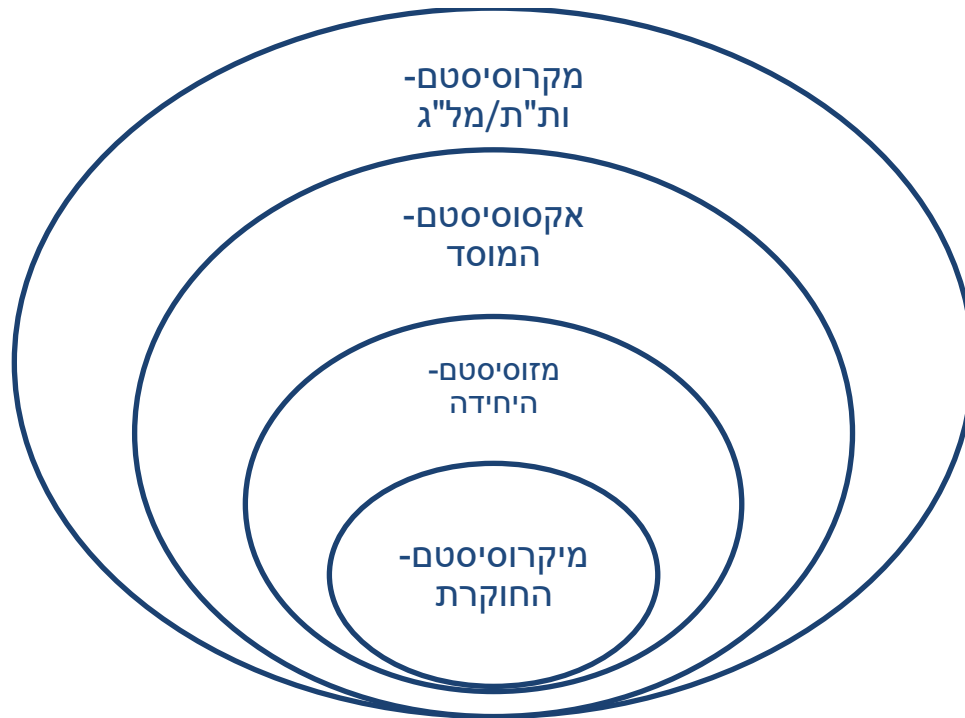 מקרוסיסטם-
ות"ת/מל"ג
אקסוסיסטם-
המוסד
מזוסיסטם-
היחידה
מיקרוסיסטם-
החוקרת